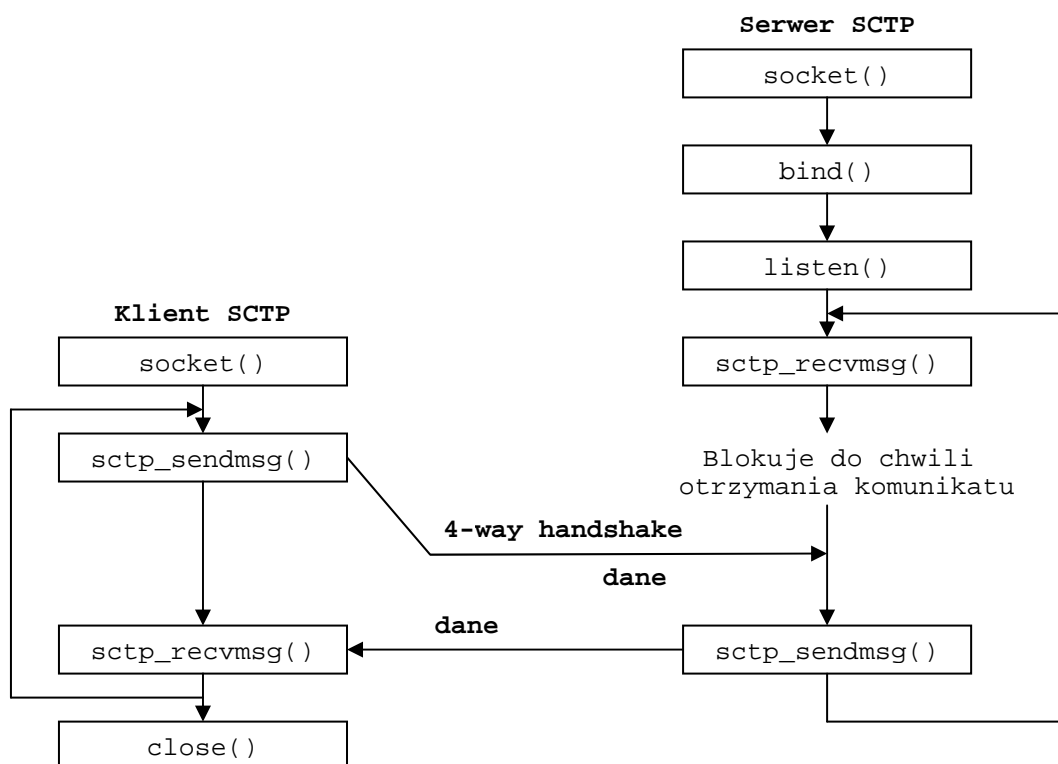 Serwer SCTP
socket()
bind()
listen()
Klient SCTP
socket()
sctp_recvmsg()
sctp_sendmsg()
Blokuje do chwili
otrzymania komunikatu
4-way handshake
dane
dane
sctp_recvmsg()
sctp_sendmsg()
close()